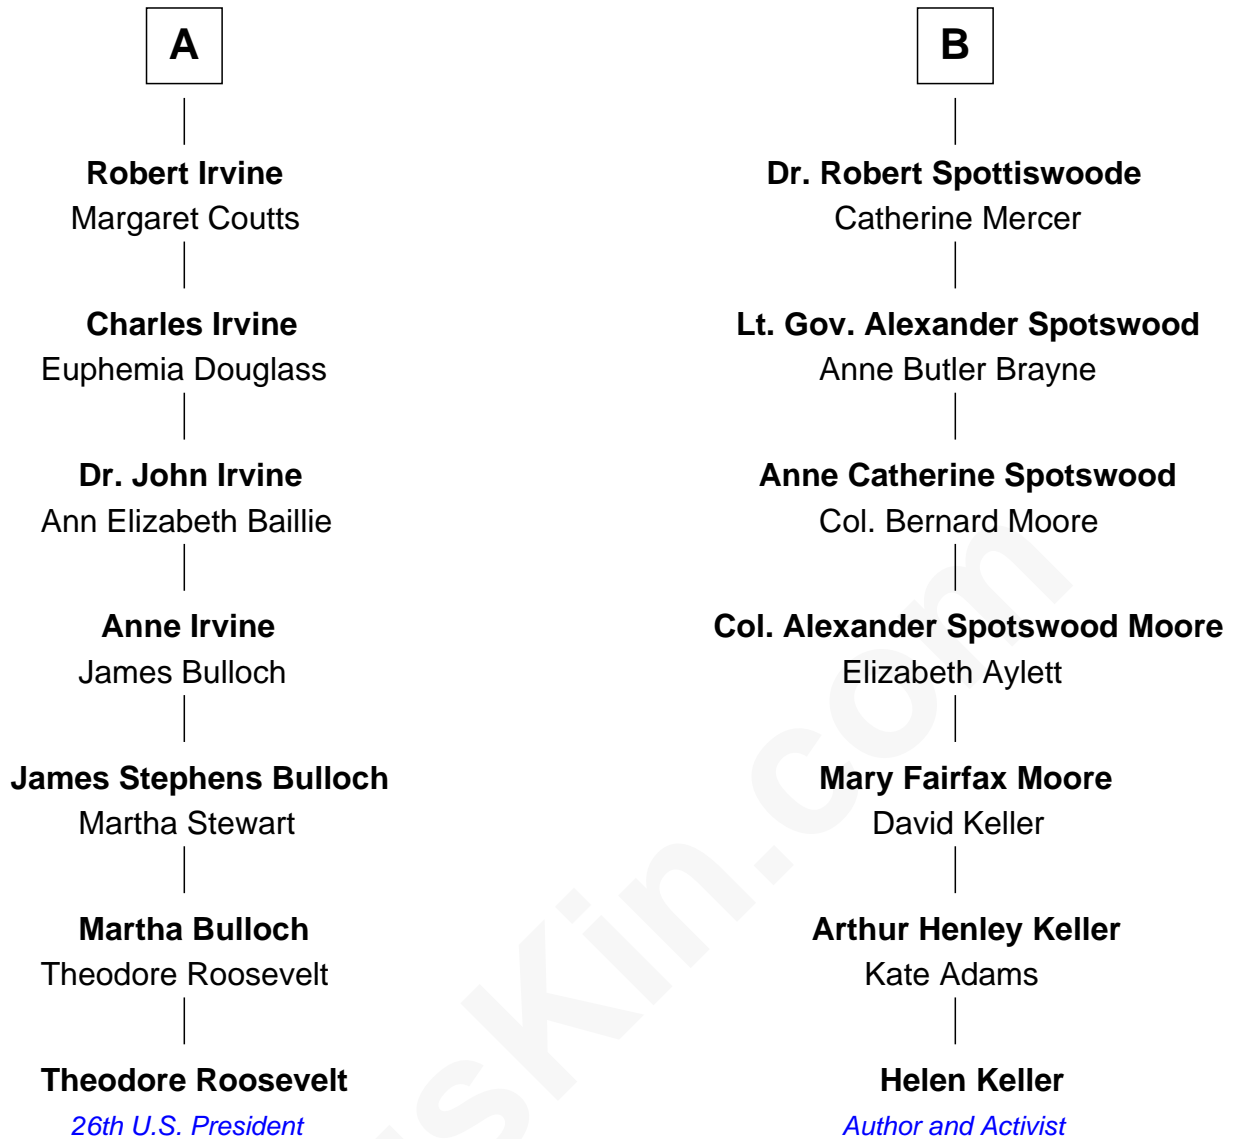 A
Robert Irvine
Margaret Coutts
Charles Irvine
Euphemia Douglass
Dr. John Irvine
Ann Elizabeth Baillie
Anne Irvine
James Bulloch
James Stephens Bulloch
Martha Stewart
Martha Bulloch
Theodore Roosevelt
Theodore Roosevelt
26th U.S. President
B
Dr. Robert Spottiswoode
Catherine Mercer
Lt. Gov. Alexander Spotswood
Anne Butler Brayne
Anne Catherine Spotswood
Col. Bernard Moore
Col. Alexander Spotswood Moore
Elizabeth Aylett
Mary Fairfax Moore
David Keller
Arthur Henley Keller
Kate Adams
Helen Keller
Author and Activist